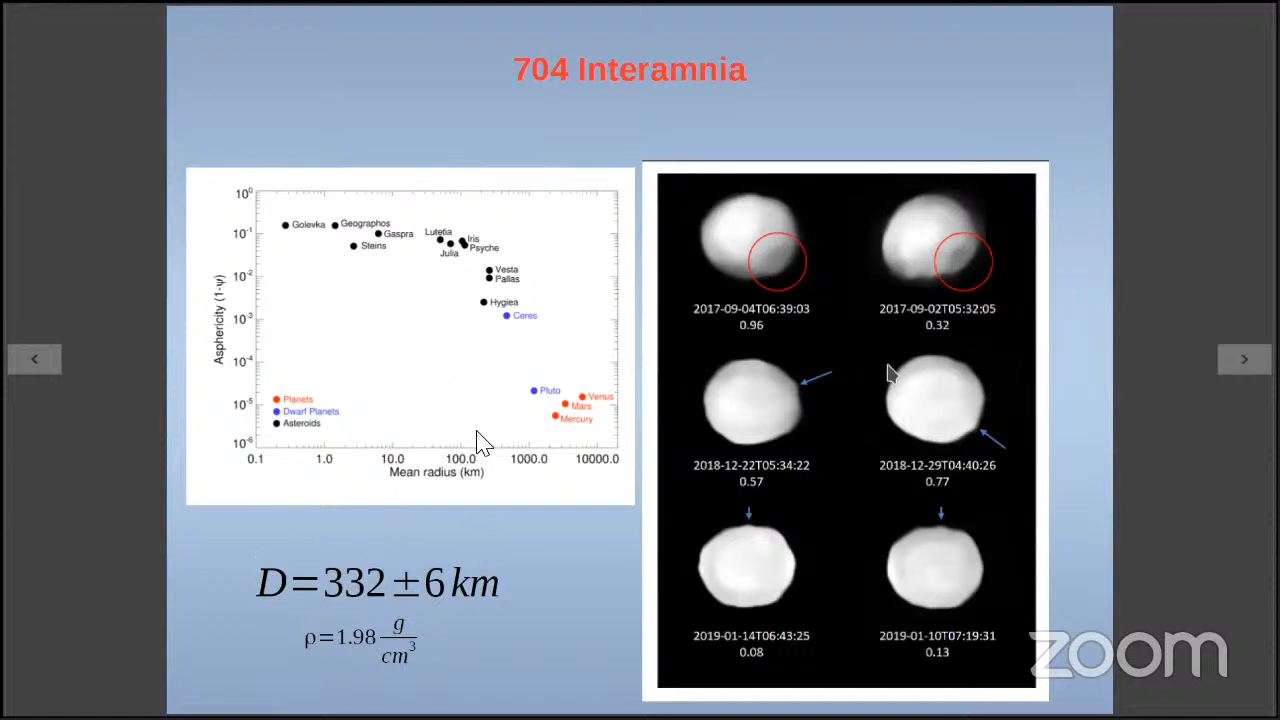 704 Interamnia
10⁰
10⁻¹
10⁻²
10⁻³
10⁻⁴
10⁻⁵
10⁻⁶
Asphericity (1-ψ)
Golevka
Geographos
Gaspra
Steins
Lutetia
Iris
Julia
Psyche
Vesta
Pallas
Hygiea
Ceres
Pluto
Venus
Mars
Mercury
Planets
Dwarf Planets
Asteroids
0.1 1.0 10.0 100.0 1000.0 10000.0
Mean radius (km)
D=332±6 km
ρ=1.98 g/cm³
2017-09-04T06:39:03
0.96
2017-09-02T05:32:05
0.32
2018-12-22T05:34:22
0.57
2018-12-29T04:40:26
0.77
2019-01-14T06:43:25
0.08
2019-01-10T07:19:31
0.13
zoom